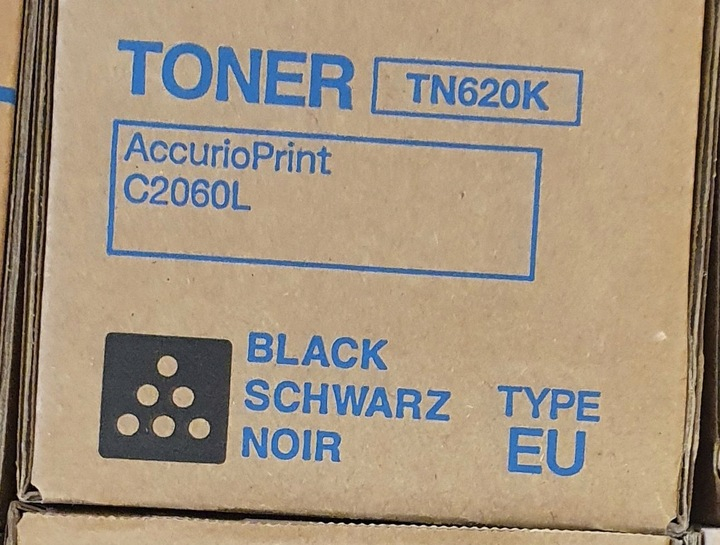 TONER TN620K
AccurioPrint
C2060L
BLACK
SCHWARZ
NOIR
TYPE
EU